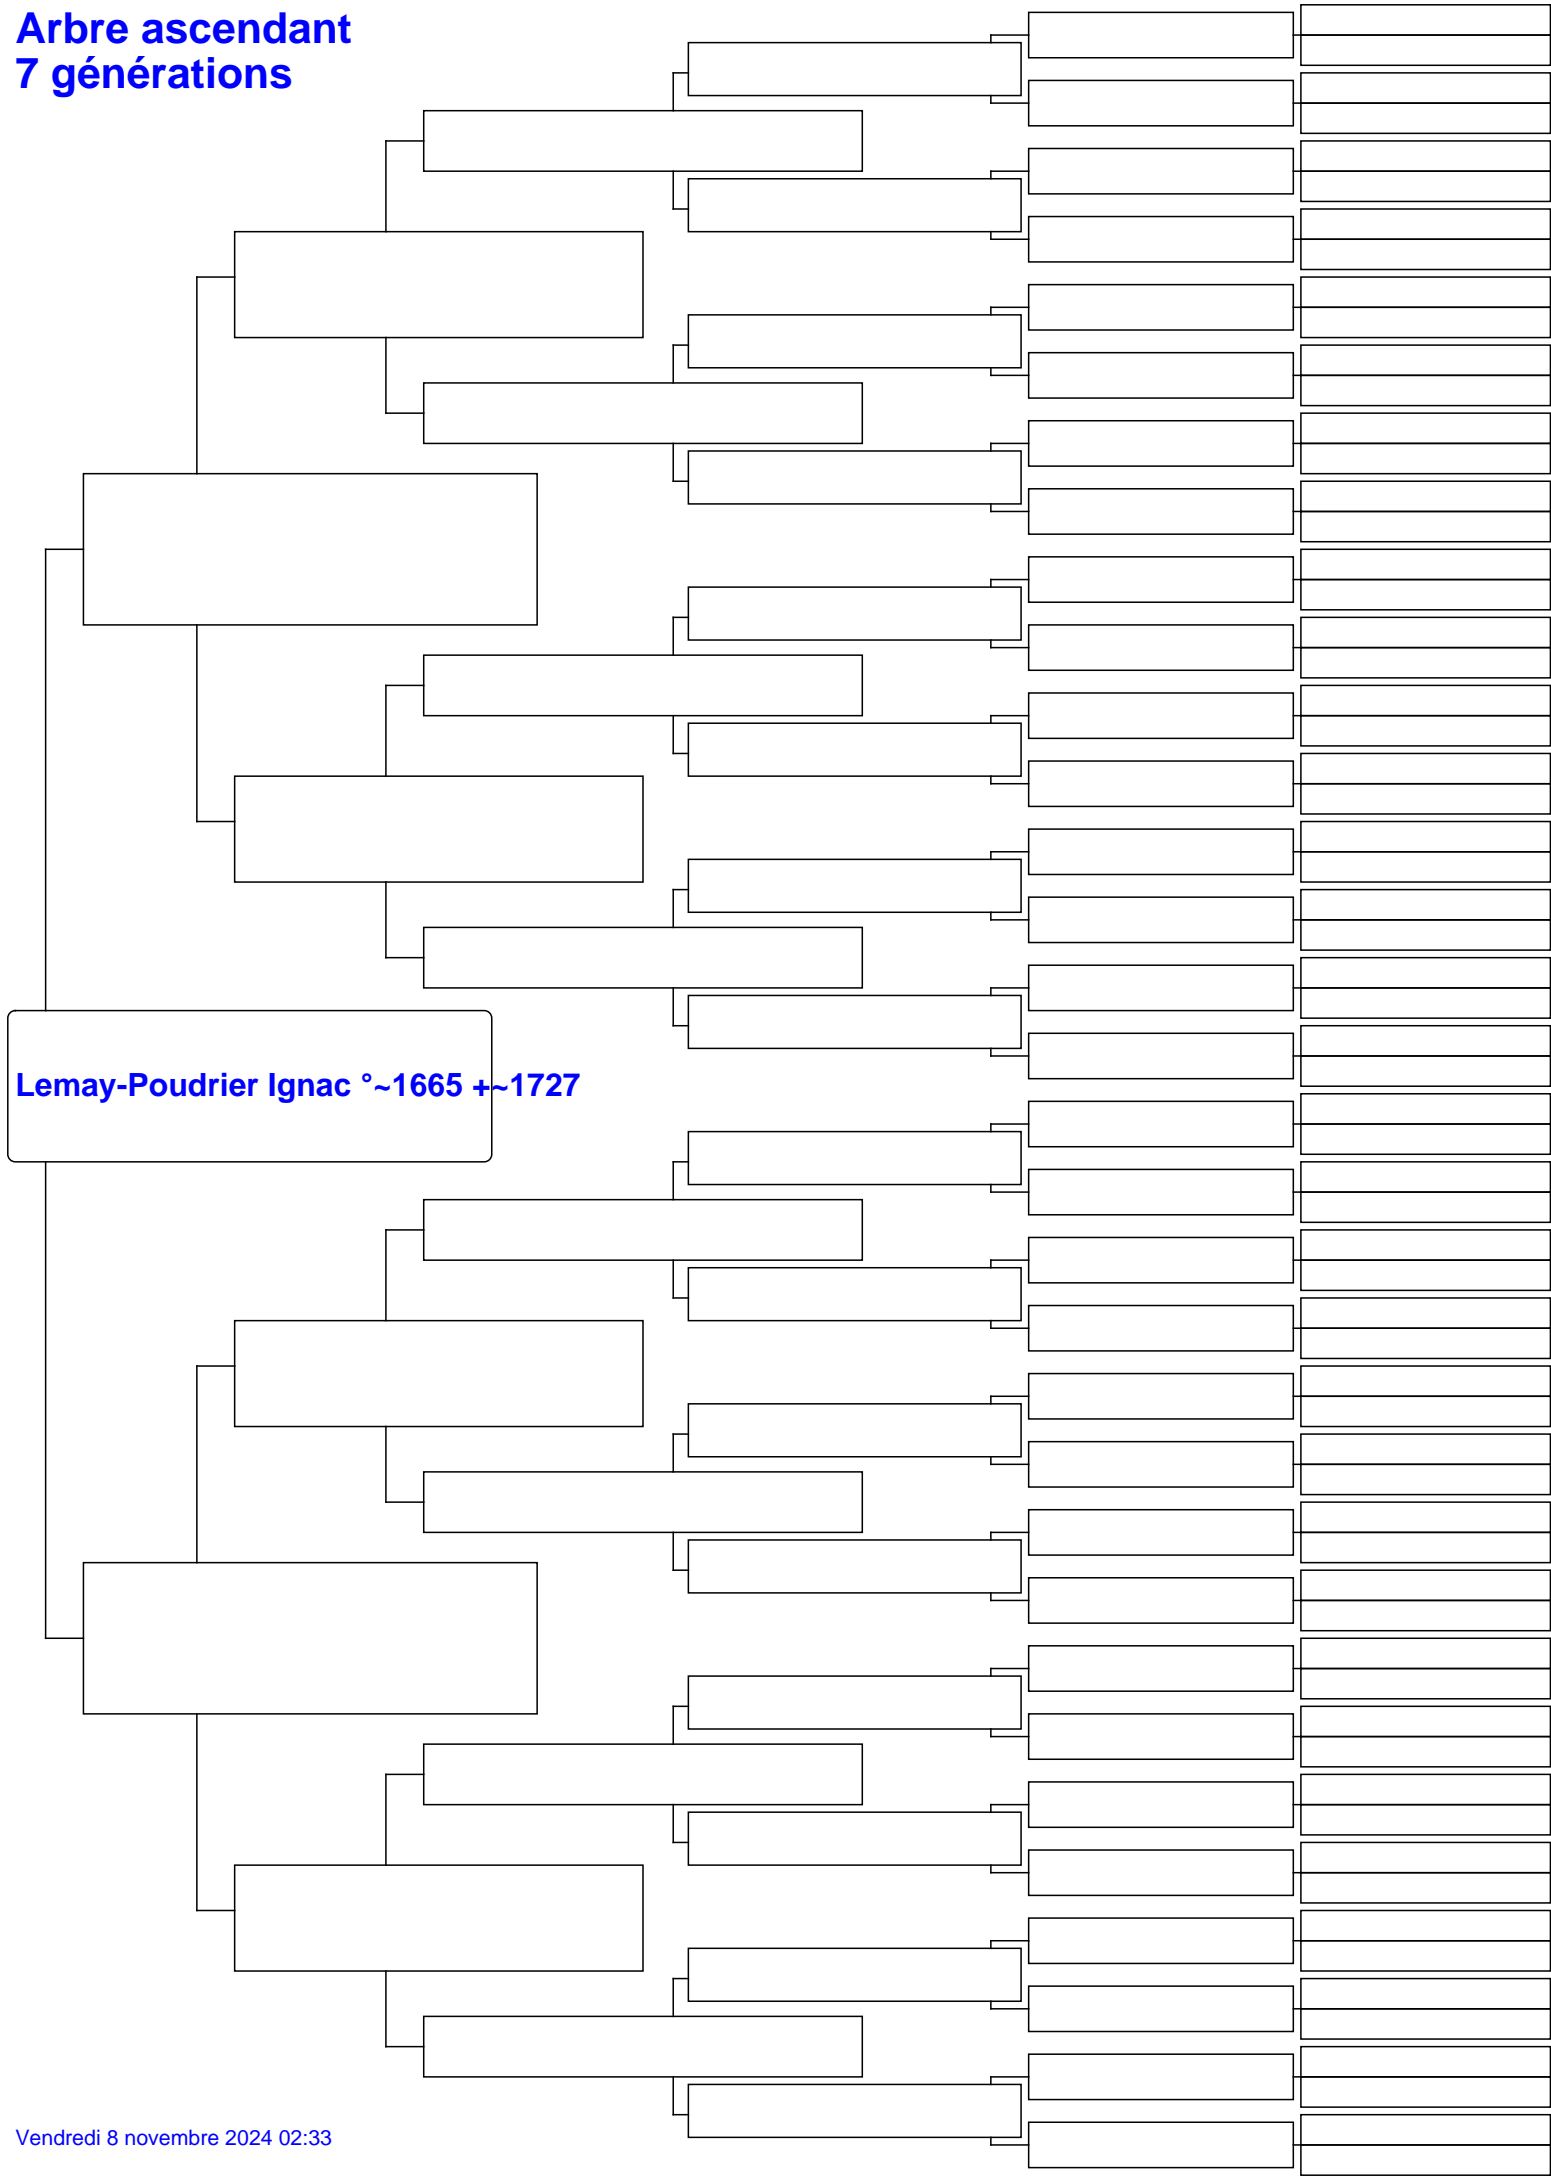 Arbre ascendant
7 générations
Lemay-Poudrier Ignac °~1665 +~1727
Vendredi 8 novembre 2024 02:33